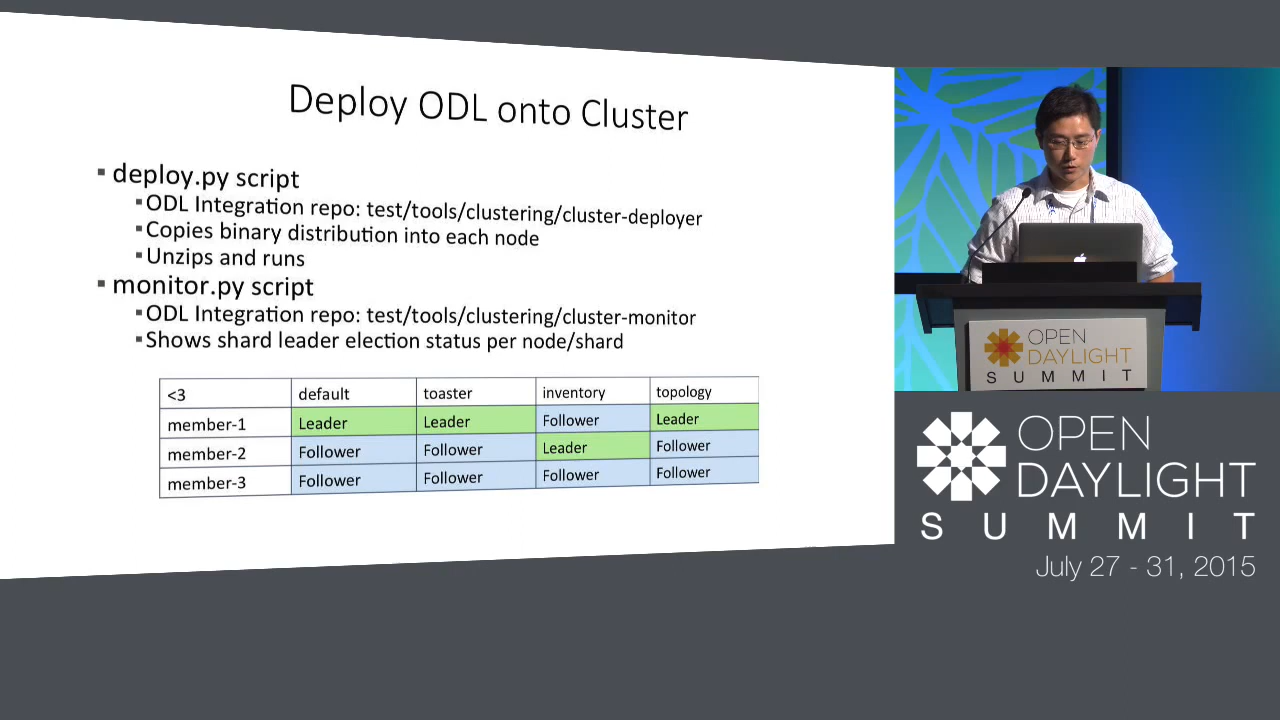 Deploy ODL onto Cluster
▪ deploy.py script
▪ ODL Integration repo: test/tools/clustering/cluster-deployer
▪ Copies binary distribution into each node
▪ Unzips and runs
▪ monitor.py script
▪ ODL Integration repo: test/tools/clustering/cluster-monitor
▪ Shows shard leader election status per node/shard
<3 default toaster inventory topology
member-1 Leader Leader Follower Leader
member-2 Follower Follower Leader Follower
member-3 Follower Follower Follower Follower
OPEN
DAYLIGHT
SUMMIT
OPEN
DAYLIGHT
SUMMIT
July 27 - 31, 2015